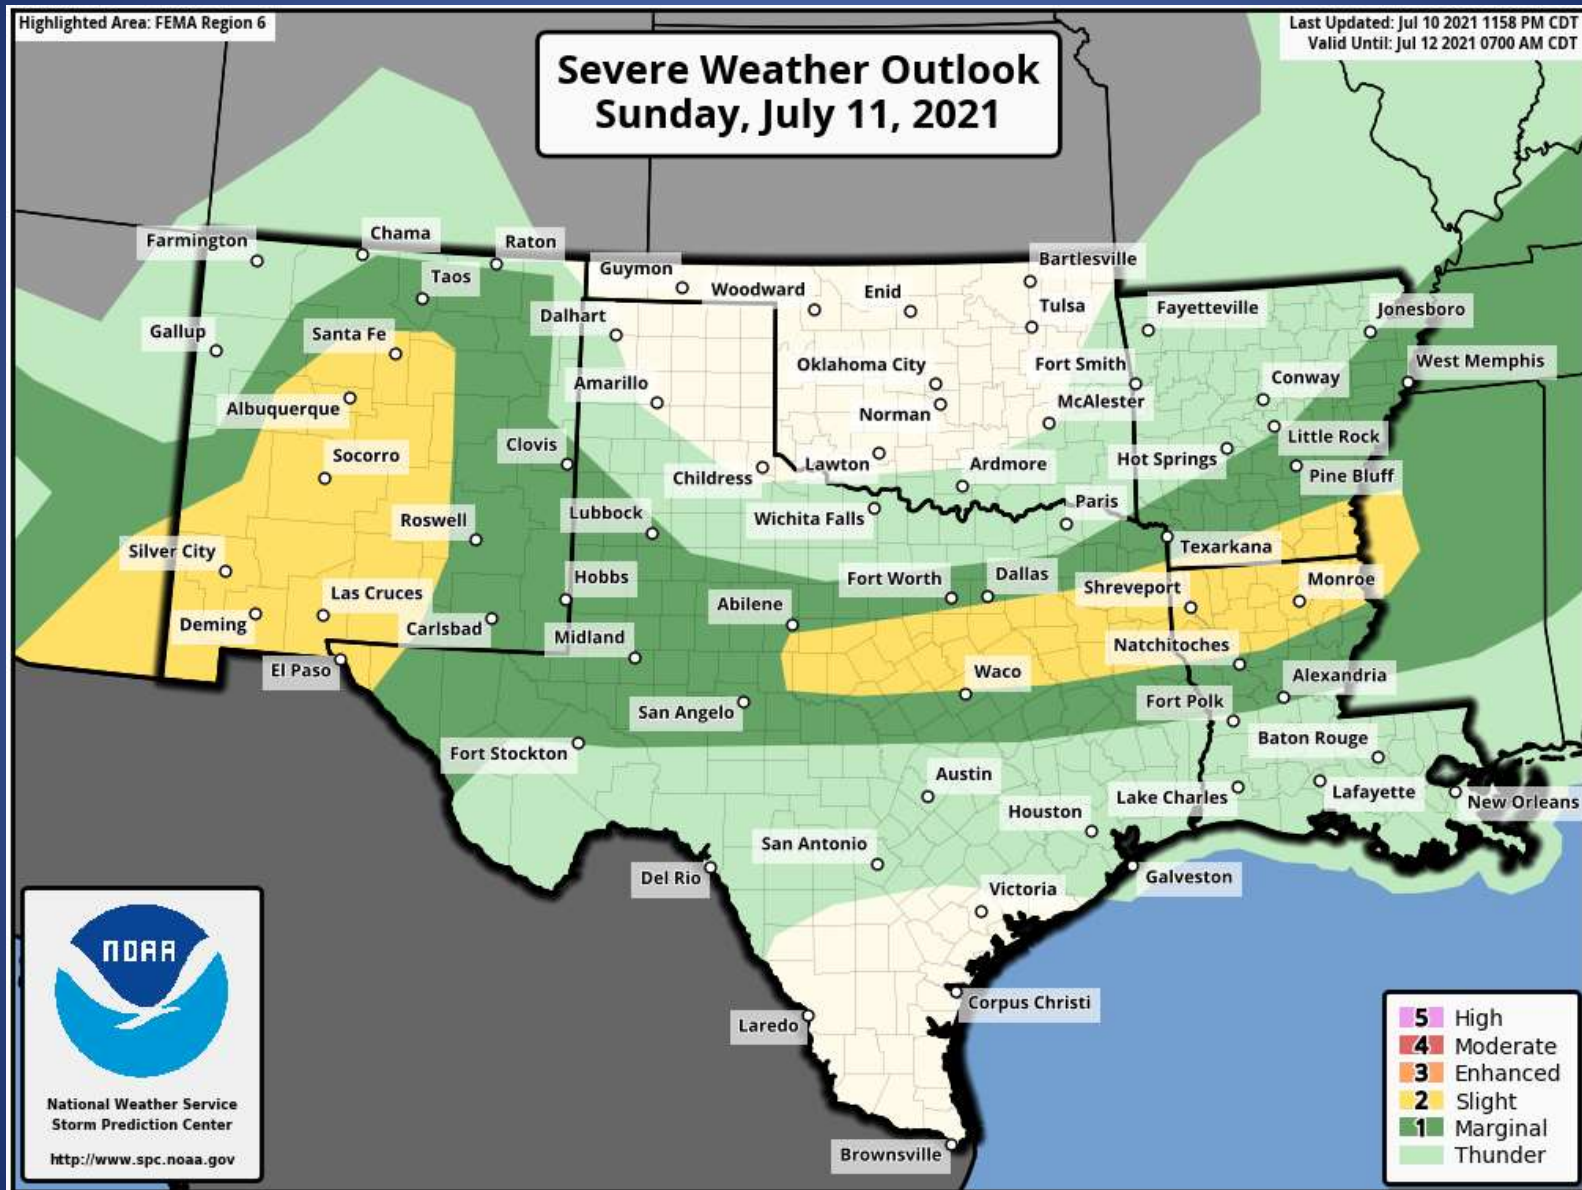 Highlighted Area: FEMA Region 6
Last Updated: Jul 10 2021 1158 PM CDT
Valid Until: Jul 12 2021 0700 AM CDT
Severe Weather Outlook
Sunday, July 11, 2021
Farmington
Chama
Raton
Taos
Guymon
Woodward
Enid
Bartlesville
Gallup
Santa Fe
Dalhart
Tulsa
Fayetteville
Jonesboro
Amarillo
Oklahoma City
Fort Smith
Conway
West Memphis
Albuquerque
Norman
McAlester
Little Rock
Socorro
Clovis
Childress
Lawton
Ardmore
Hot Springs
Pine Bluff
Roswell
Lubbock
Wichita Falls
Paris
Silver City
Texarkana
Las Cruces
Hobbs
Abilene
Fort Worth
Dallas
Shreveport
Monroe
Deming
Carlsbad
Midland
Natchitoches
El Paso
Waco
Alexandria
San Angelo
Fort Polk
Fort Stockton
Baton Rouge
Austin
Lake Charles
Lafayette
New Orleans
Houston
San Antonio
Del Rio
Galveston
Victoria
Corpus Christi
Laredo
Brownsville
NOAA
National Weather Service
Storm Prediction Center
http://www.spc.noaa.gov
5 High
4 Moderate
3 Enhanced
2 Slight
1 Marginal
Thunder